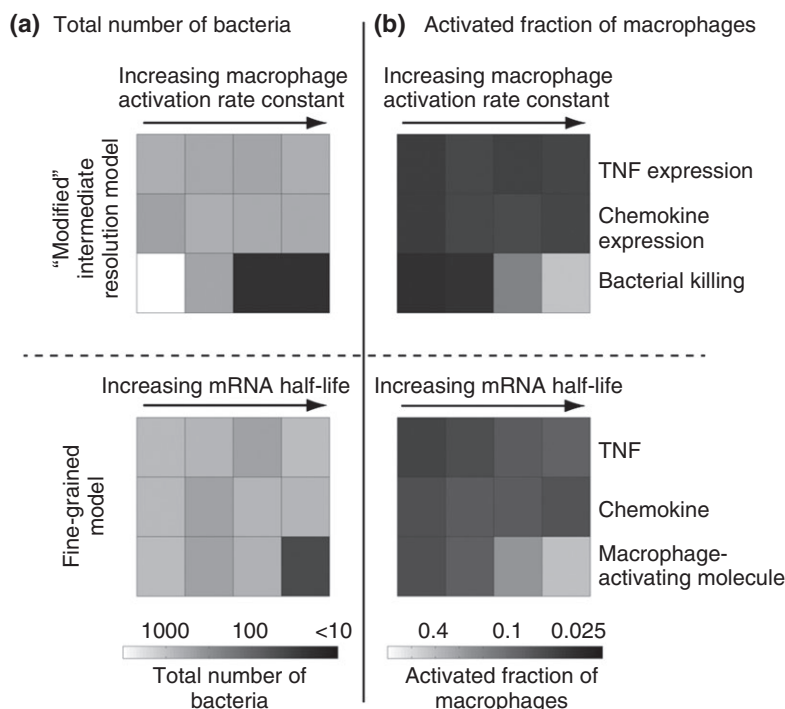 (a) Total number of bacteria
(b) Activated fraction of macrophages
Increasing macrophage
activation rate constant
Increasing macrophage
activation rate constant
"Modified"
intermediate
resolution model
TNF expression
Chemokine
expression
Bacterial killing
Increasing mRNA half-life
Increasing mRNA half-life
Fine-grained
model
TNF
Chemokine
Macrophage-
activating molecule
1000 100 <10
Total number of
bacteria
0.4 0.1 0.025
Activated fraction of
macrophages